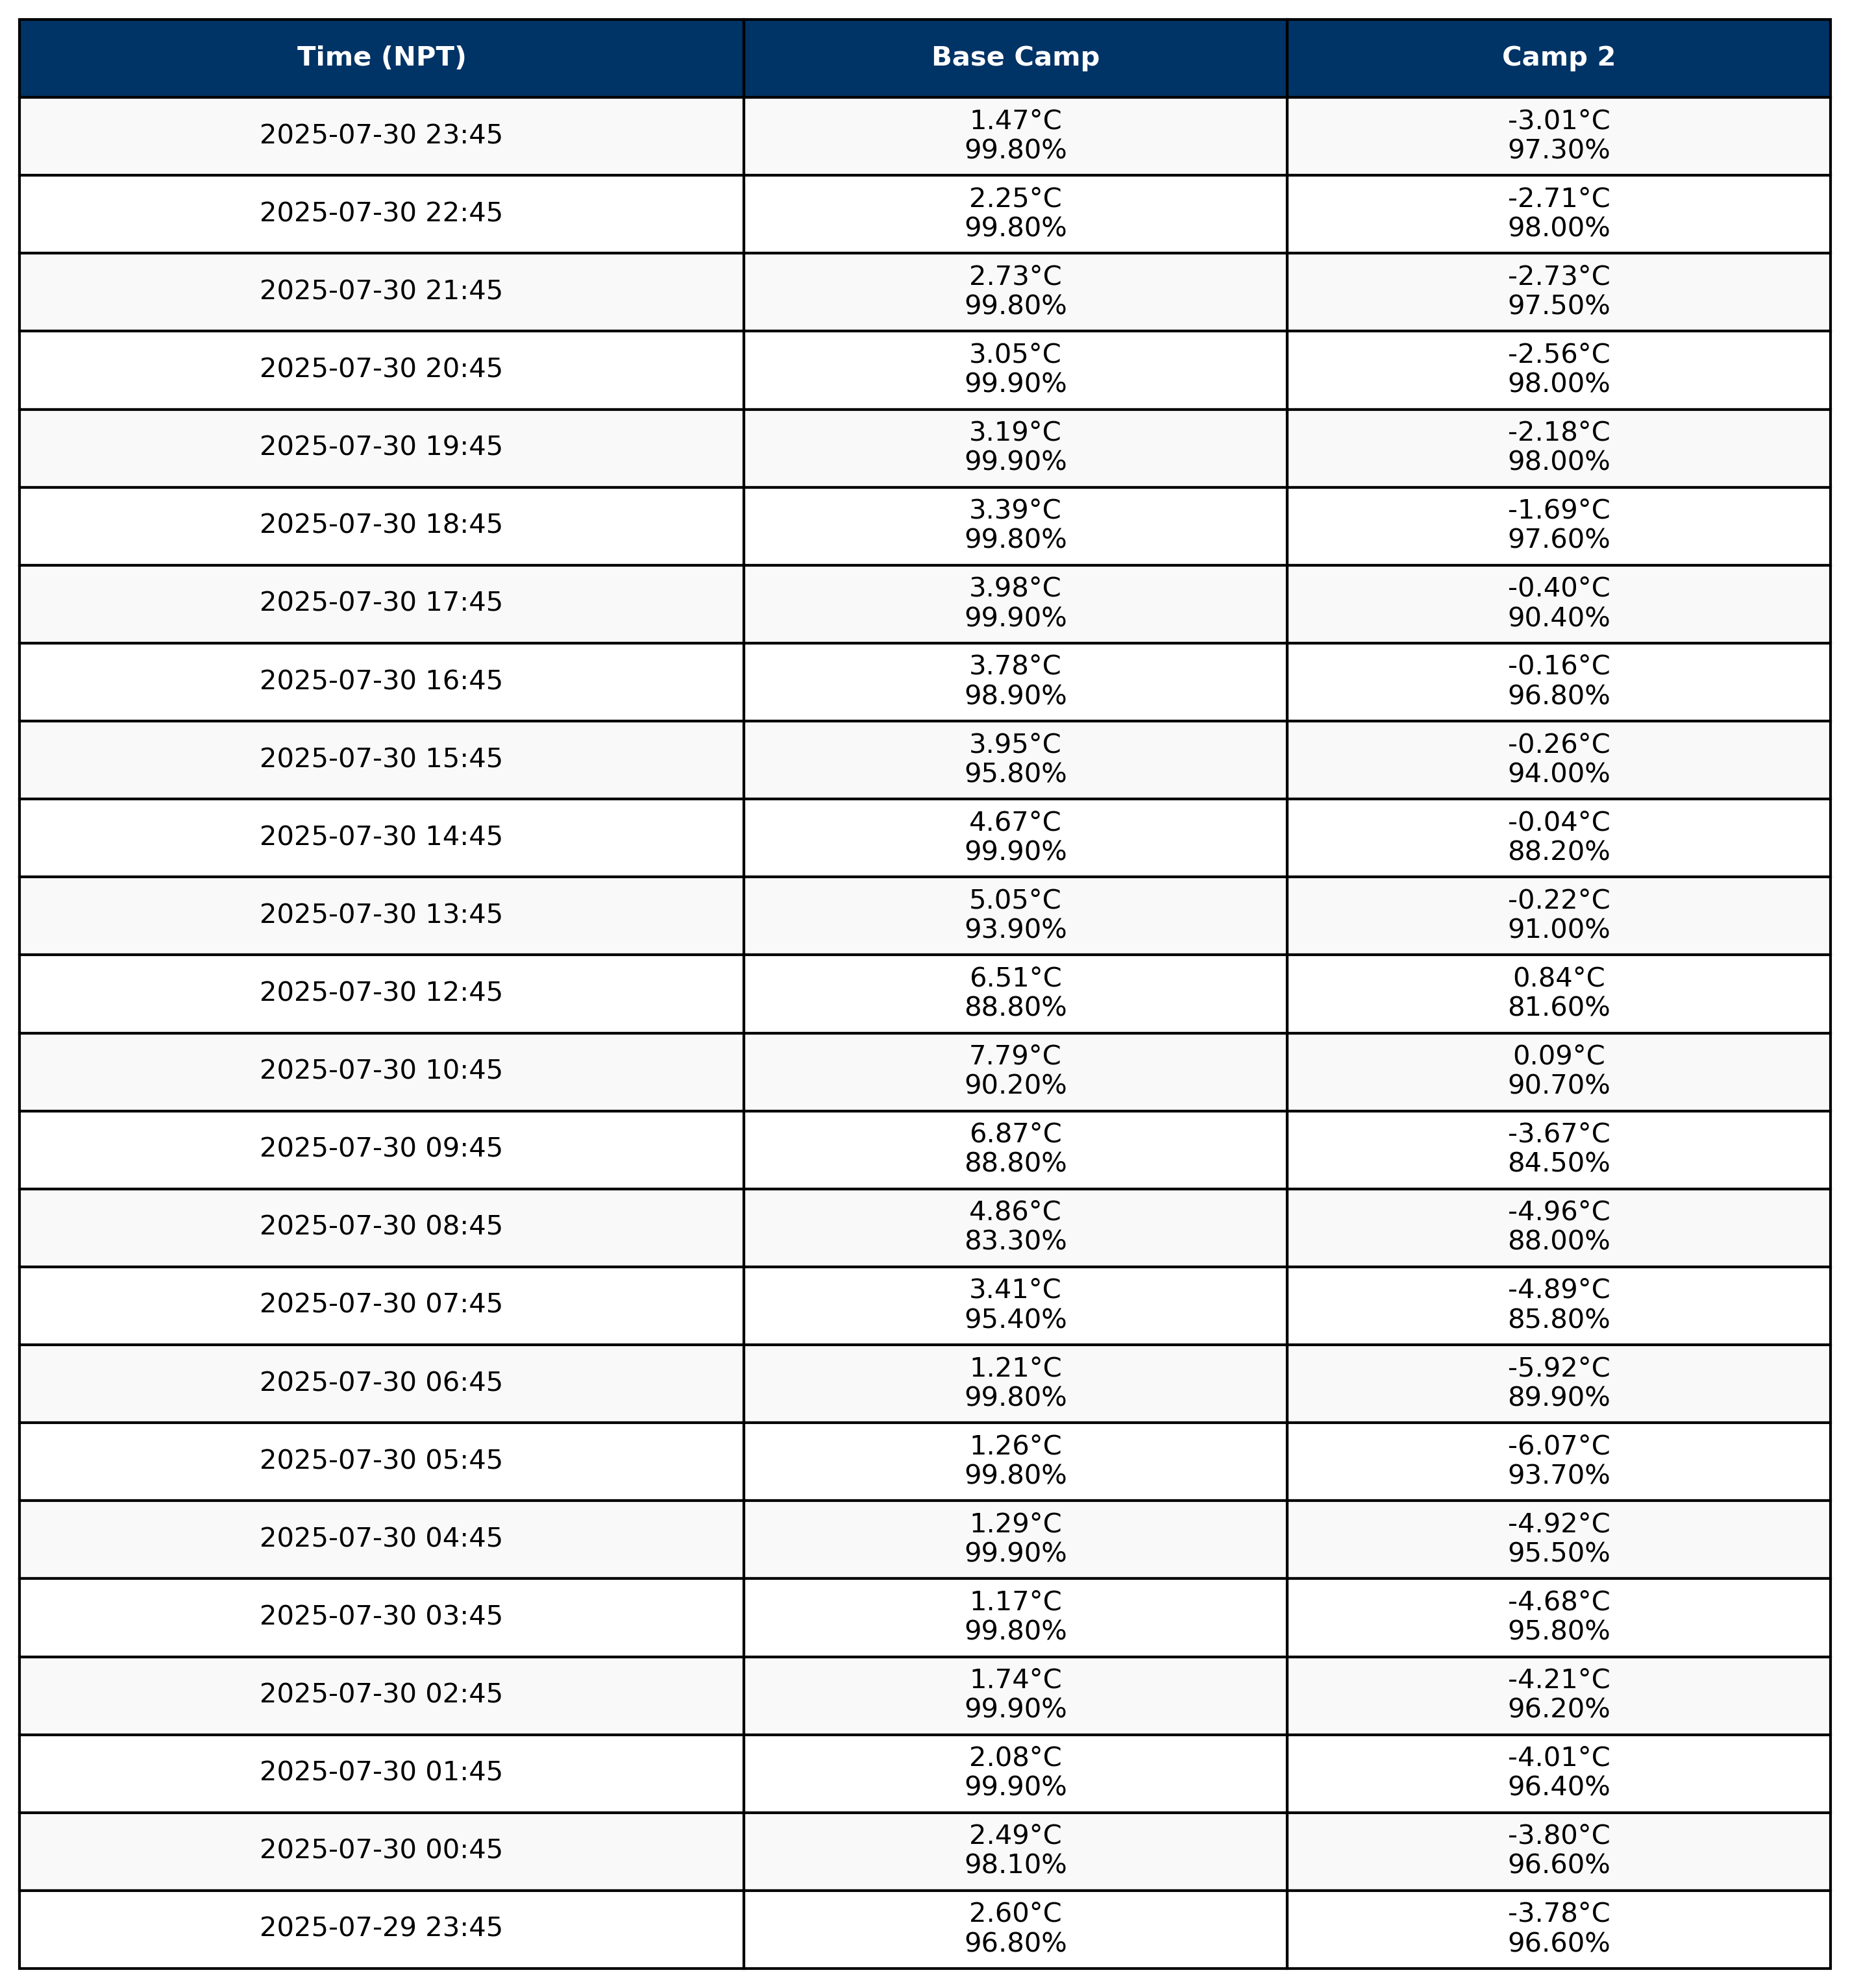 Time (NPT) Base Camp Camp 2
2025-07-30 23:45 1.47°C -3.01°C
99.80% 97.30%
2025-07-30 22:45 2.25°C -2.71°C
99.80% 98.00%
2025-07-30 21:45 2.73°C -2.73°C
99.80% 97.50%
2025-07-30 20:45 3.05°C -2.56°C
99.90% 98.00%
2025-07-30 19:45 3.19°C -2.18°C
99.90% 98.00%
2025-07-30 18:45 3.39°C -1.69°C
99.80% 97.60%
2025-07-30 17:45 3.98°C -0.40°C
99.90% 90.40%
2025-07-30 16:45 3.78°C -0.16°C
98.90% 96.80%
2025-07-30 15:45 3.95°C -0.26°C
95.80% 94.00%
2025-07-30 14:45 4.67°C -0.04°C
99.90% 88.20%
2025-07-30 13:45 5.05°C -0.22°C
93.90% 91.00%
2025-07-30 12:45 6.51°C 0.84°C
88.80% 81.60%
2025-07-30 10:45 7.79°C 0.09°C
90.20% 90.70%
2025-07-30 09:45 6.87°C -3.67°C
88.80% 84.50%
2025-07-30 08:45 4.86°C -4.96°C
83.30% 88.00%
2025-07-30 07:45 3.41°C -4.89°C
95.40% 85.80%
2025-07-30 06:45 1.21°C -5.92°C
99.80% 89.90%
2025-07-30 05:45 1.26°C -6.07°C
99.80% 93.70%
2025-07-30 04:45 1.29°C -4.92°C
99.90% 95.50%
2025-07-30 03:45 1.17°C -4.68°C
99.80% 95.80%
2025-07-30 02:45 1.74°C -4.21°C
99.90% 96.20%
2025-07-30 01:45 2.08°C -4.01°C
99.90% 96.40%
2025-07-30 00:45 2.49°C -3.80°C
98.10% 96.60%
2025-07-29 23:45 2.60°C -3.78°C
96.80% 96.60%